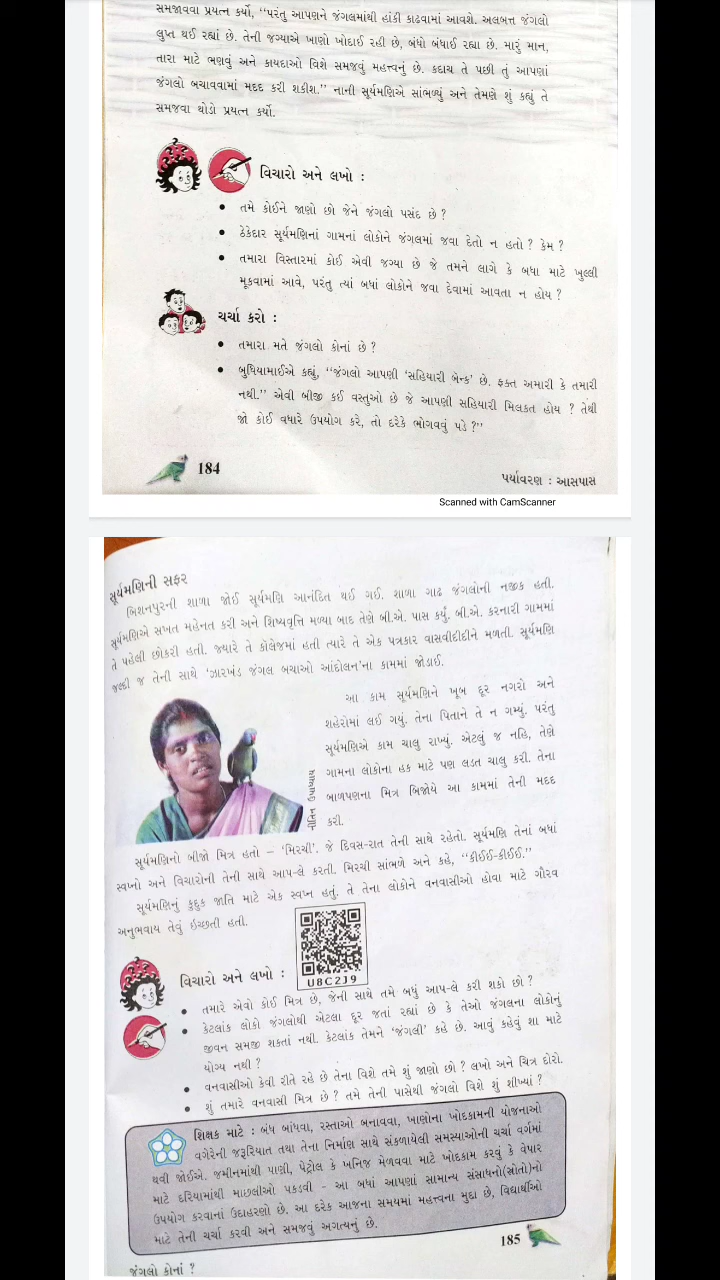 સમજાવવા પ્રયત્ન કર્યો, “પરંતુ આપણને જંગલમાંથી હાંકી કાઢવામાં આવશે. અલબત્ત જંગલો
લુપ્ત થઈ રહ્યાં છે. તેની જગ્યાએ ખાણો ખોદાઈ રહી છે, બંધો બંધાઈ રહ્યા છે. મારું માન,
તારા માટે ભણવું અને કાયદાઓ વિશે સમજવું મહત્ત્વનું છે. કદાચ તે પછી તું આપણાં
જંગલો બચાવવામાં મદદ કરી શકીશ.” નાની સૂર્યમણિએ સાંભળ્યું અને તેમણે શું કહ્યું તે
સમજવા થોડો પ્રયત્ન કર્યો.
વિચારો અને લખો :
• તમે કોઈને જાણો છો જેને જંગલો પસંદ છે ?
• ઠેકેદાર સૂર્યમણિનાં ગામનાં લોકોને જંગલમાં જવા દેતો ન હતો ? કેમ ?
• તમારા વિસ્તારમાં કોઈ એવી જગ્યા છે જે તમને લાગે કે બધા માટે ખુલ્લી
મૂકવામાં આવે, પરંતુ ત્યાં બધાં લોકોને જવા દેવામાં આવતા ન હોય ?
ચર્ચા કરો :
• તમારા મતે જંગલો કોનાં છે ?
• બુધિયામાઈએ કહ્યું, “જંગલો આપણી ‘સહિયારી બેન્ક’ છે. ફક્ત અમારી કે તમારી
નથી.” એવી બીજી કઈ વસ્તુઓ છે જે આપણી સહિયારી મિલકત હોય ? તેથી
જો કોઈ વધારે ઉપયોગ કરે, તો દરેકે ભોગવવું પડે ?”
184
પર્યાવરણ : આસપાસ
Scanned with CamScanner
સૂર્યમણિની સફર
બિશનપુરની શાળા જોઈ સૂર્યમણિ આનંદિત થઈ ગઈ. શાળા ગાઢ જંગલોની નજીક હતી.
સૂર્યમણિએ સખત મહેનત કરી અને શિષ્યવૃત્તિ મળ્યા બાદ તેણે બી.એ. પાસ કર્યું. બી.એ. કરનારી ગામમાં
તે પહેલી છોકરી હતી. જ્યારે તે કૉલેજમાં હતી ત્યારે તે એક પત્રકાર વાસવીદીદીને મળતી. સૂર્યમણિ
જલ્દી જ તેની સાથે ‘ઝારખંડ જંગલ બચાઓ આંદોલન’ના કામમાં જોડાઈ.
આ કામ સૂર્યમણિને ખૂબ દૂર નગરો અને
શહેરોમાં લઈ ગયું. તેના પિતાને તે ન ગમ્યું. પરંતુ
સૂર્યમણિએ કામ ચાલુ રાખ્યું. એટલું જ નહિ, તેણે
ગામના લોકોના હક માટે પણ લડત ચાલુ કરી. તેના
બાળપણના મિત્ર બિજોયે આ કામમાં તેની મદદ
કરી.
નીતિન ઉપાધ્યાય
સૂર્યમણિનો બીજો મિત્ર હતો – ‘મિરચી’. જે દિવસ-રાત તેની સાથે રહેતો. સૂર્યમણિ તેનાં બધાં
સ્વપ્નો અને વિચારોની તેની સાથે આપ-લે કરતી. મિરચી સાંભળે અને કહે, “કીઈઈ-કીઈઈ.”
સૂર્યમણિનું કુદુક જાતિ માટે એક સ્વપ્ન હતું. તે તેના લોકોને વનવાસીઓ હોવા માટે ગૌરવ
અનુભવાય તેવું ઇચ્છતી હતી.
U8C2J9
વિચારો અને લખો :
• તમારે એવો કોઈ મિત્ર છે, જેની સાથે તમે બધું આપ-લે કરી શકો છો ?
• કેટલાંક લોકો જંગલોથી એટલા દૂર જતાં રહ્યાં છે કે તેઓ જંગલના લોકોનું
જીવન સમજી શકતાં નથી. કેટલાંક તેમને ‘જંગલી’ કહે છે. આવું કહેવું શા માટે
યોગ્ય નથી ?
• વનવાસીઓ કેવી રીતે રહે છે તેના વિશે તમે શું જાણો છો ? લખો અને ચિત્ર દોરો.
• શું તમારે વનવાસી મિત્ર છે ? તમે તેની પાસેથી જંગલો વિશે શું શીખ્યાં ?
શિક્ષક માટે : બંધ બાંધવા, રસ્તાઓ બનાવવા, ખાણોના ખોદકામની યોજનાઓ
વગેરેની જરૂરિયાત તથા તેના નિર્માણ સાથે સંકળાયેલી સમસ્યાઓની ચર્ચા વર્ગમાં
થવી જોઈએ. જમીનમાંથી પાણી, પેટ્રોલ કે ખનિજ મેળવવા માટે ખોદકામ કરવું કે વેપાર
માટે દરિયામાંથી માછલીઓ પકડવી – આ બધાં આપણાં સામાન્ય સંસાધનો(સ્રોતો)નો
ઉપયોગ કરવાનાં ઉદાહરણો છે. આ દરેક આજના સમયમાં મહત્ત્વના મુદ્દા છે, વિદ્યાર્થીઓ
માટે તેની ચર્ચા કરવી અને સમજવું અગત્યનું છે.
185
જંગલો કોનાં ?